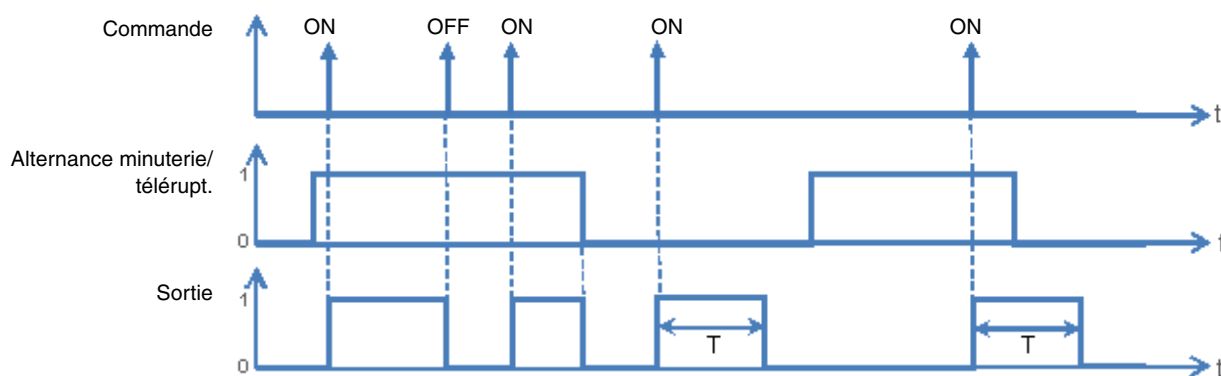 Commande ON OFF ON ON ON
t
Alternance minuterie/
télérupt.
1
0
t
Sortie
1
T T
0
t